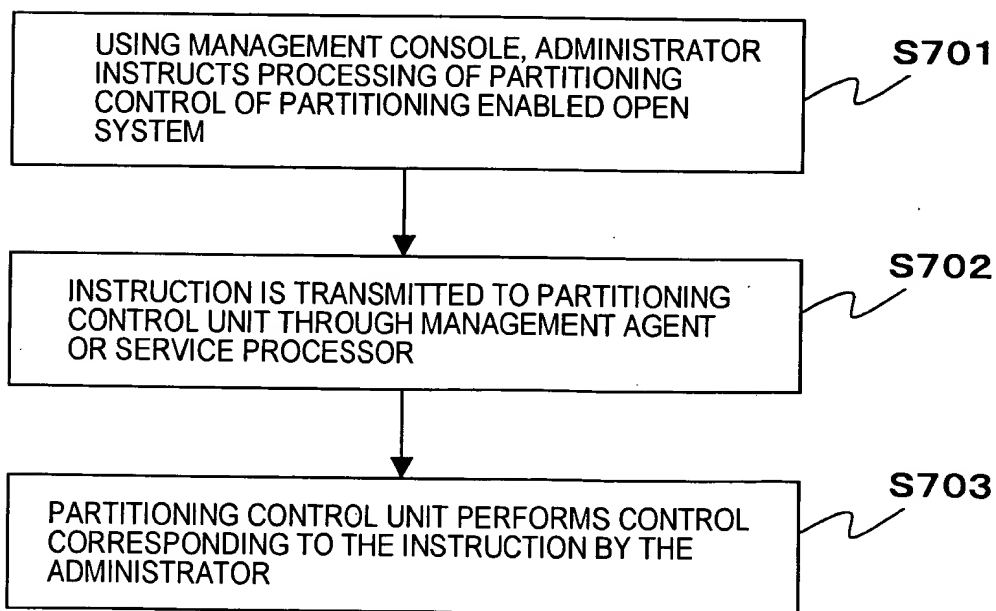 USING MANAGEMENT CONSOLE, ADMINISTRATOR
INSTRUCTS PROCESSING OF PARTITIONING
CONTROL OF PARTITIONING ENABLED OPEN
SYSTEM
S701
INSTRUCTION IS TRANSMITTED TO PARTITIONING
CONTROL UNIT THROUGH MANAGEMENT AGENT
OR SERVICE PROCESSOR
S702
PARTITIONING CONTROL UNIT PERFORMS CONTROL
CORRESPONDING TO THE INSTRUCTION BY THE
ADMINISTRATOR
S703